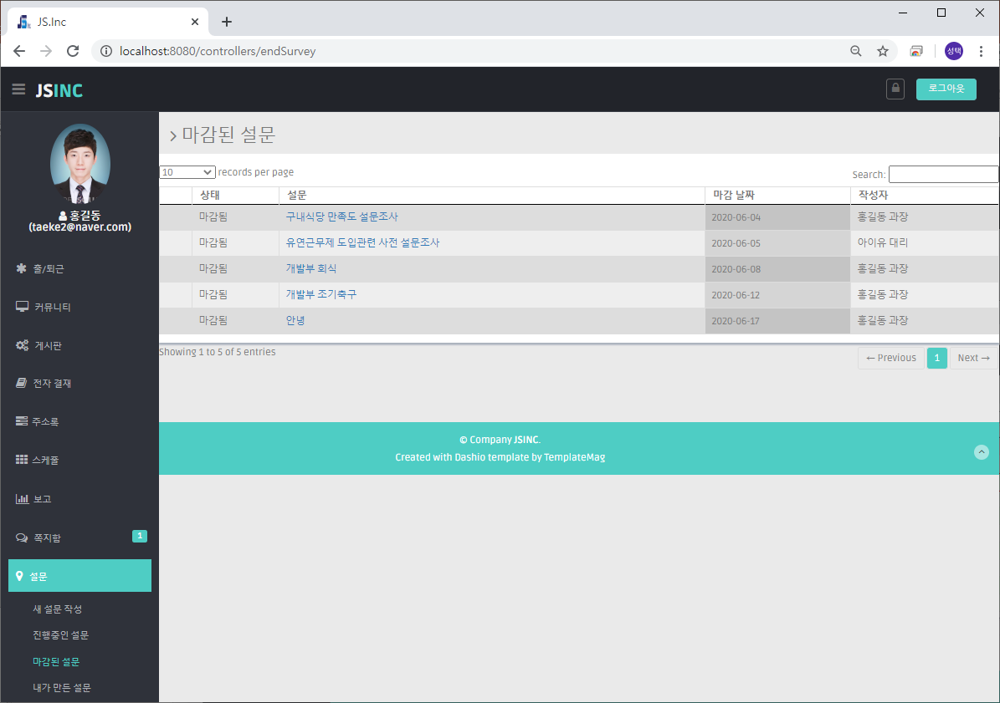 JS.Inc
localhost:8080/controllers/endSurvey
성택
JSINC
로그아웃
홍길동
(taeke2@naver.com)
출/퇴근
커뮤니티
게시판
전자 결재
주소록
스케쥴
보고
쪽지함 1
설문
새 설문 작성
진행중인 설문
마감된 설문
내가 만든 설문
> 마감된 설문
10 records per page
Search:
상태 설문 마감 날짜 작성자
마감됨 구내식당 만족도 설문조사 2020-06-04 홍길동 과장
마감됨 유연근무제 도입관련 사전 설문조사 2020-06-05 아이유 대리
마감됨 개발부 회식 2020-06-08 홍길동 과장
마감됨 개발부 조기축구 2020-06-12 홍길동 과장
마감됨 안녕 2020-06-17 홍길동 과장
Showing 1 to 5 of 5 entries
← Previous 1 Next →
© Company JSINC.
Created with Dashio template by TemplateMag